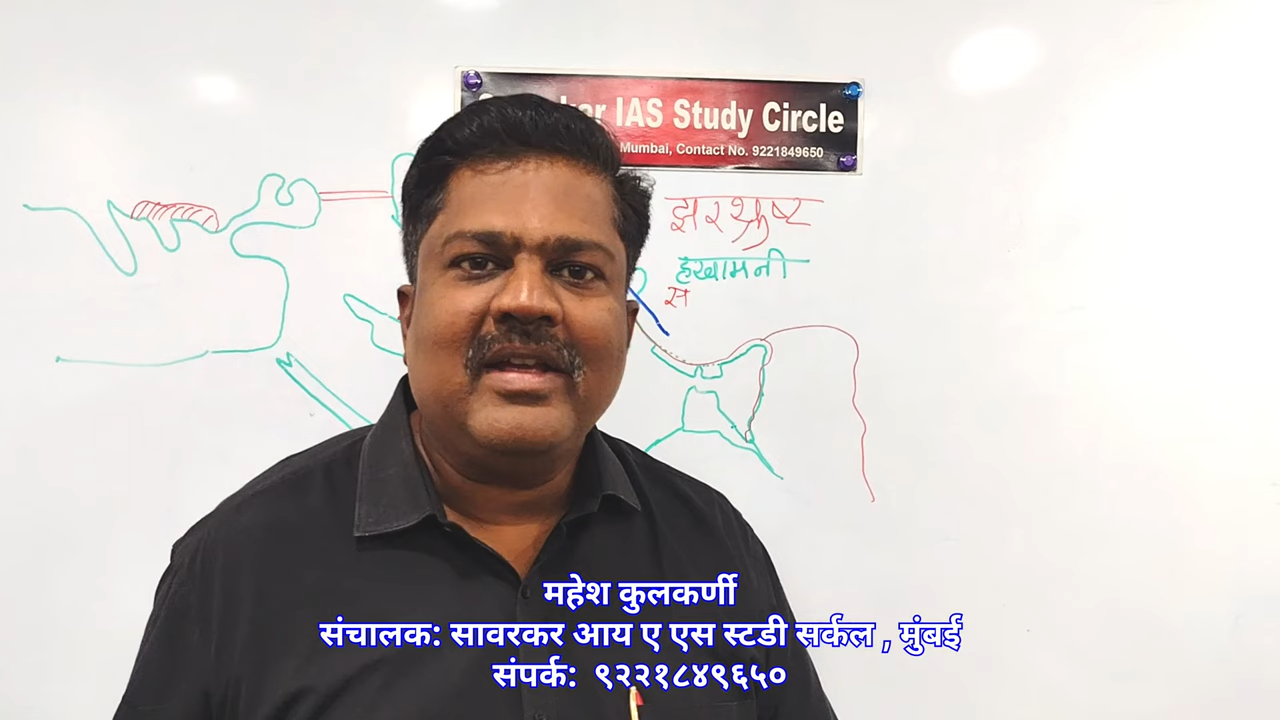 IAS Study Circle
Mumbai, Contact No. 9221849650
झरथ्रुष्ट
हखामनी
स
महेश कुलकर्णी
संचालक: सावरकर आय ए एस स्टडी सर्कल , मुंबई
संपर्क: ९२२१८४९६५०